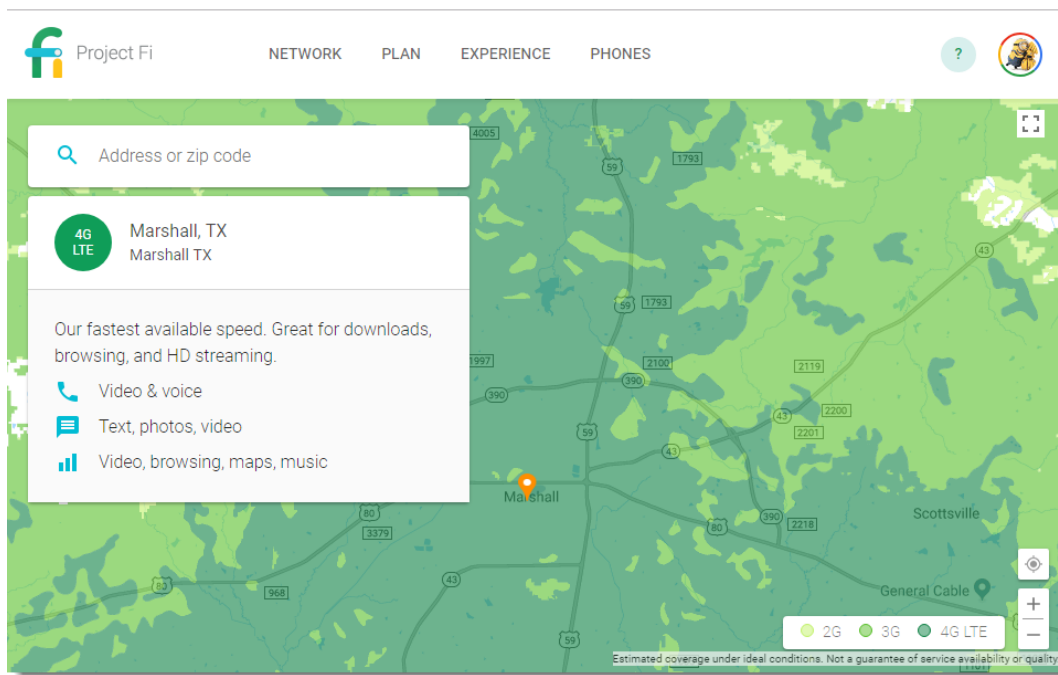 fi Project Fi NETWORK PLAN EXPERIENCE PHONES ?
Address or zip code
4G
LTE
Marshall, TX
Marshall TX
Our fastest available speed. Great for downloads,
browsing, and HD streaming.
Video & voice
Text, photos, video
Video, browsing, maps, music
4005
59
1793
43
59
1793
1997
2100
2119
390
390
43
2200
59
2201
43
Marshall
80
390
2218
Scottsville
3379
80
80
968
43
General Cable
59
+
−
2G 3G 4G LTE
Estimated coverage under ideal conditions. Not a guarantee of service availability or quality